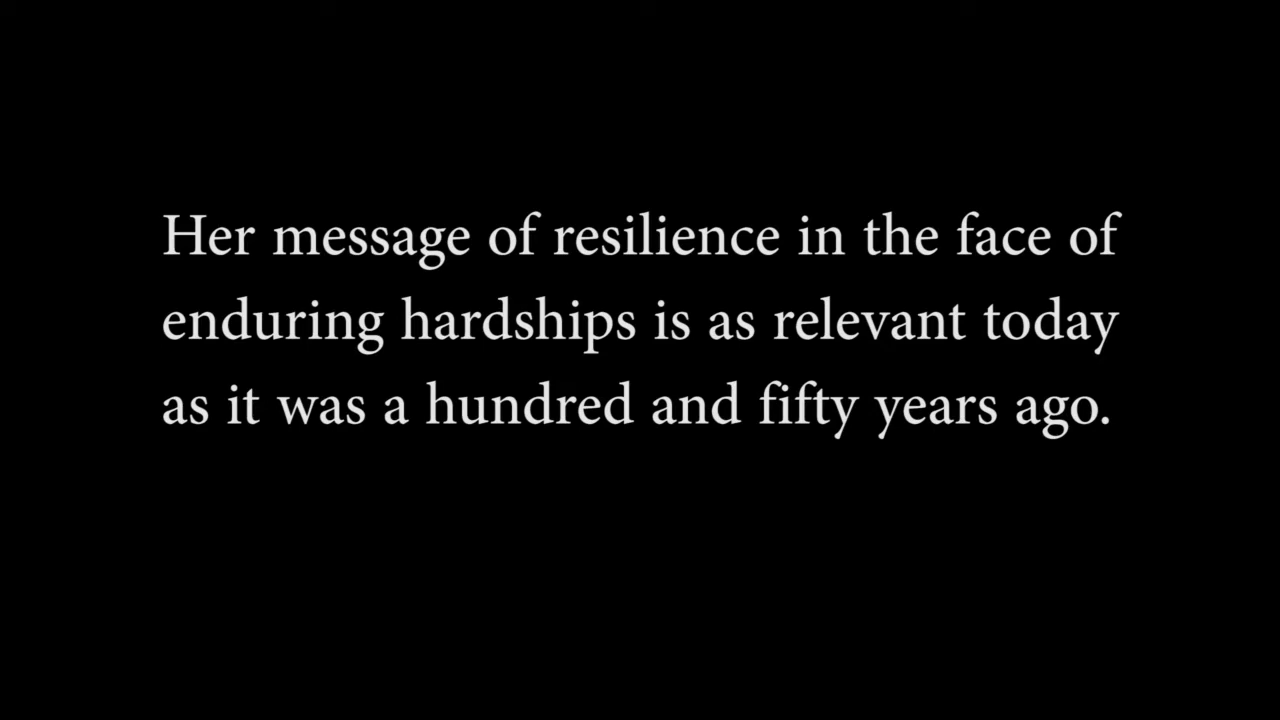 Her message of resilience in the face of
enduring hardships is as relevant today
as it was a hundred and fifty years ago.